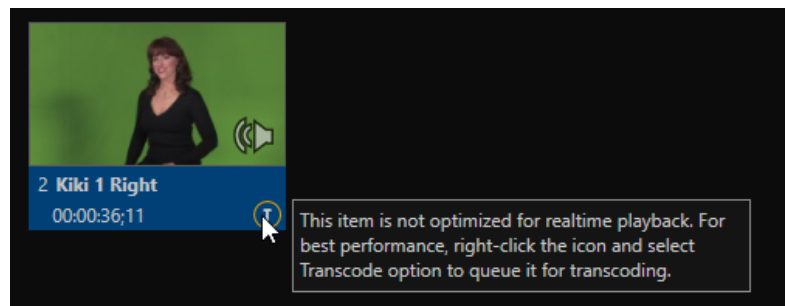 2 Kiki 1 Right
00:00:36;11
T
This item is not optimized for realtime playback. For
best performance, right-click the icon and select
Transcode option to queue it for transcoding.